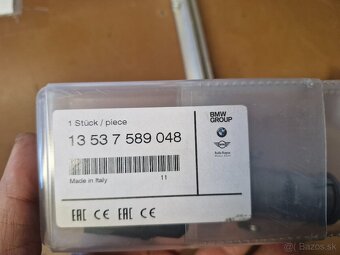 1 Stück / piece
BMW
GROUP
13 53 7 589 048
Made in Italy
11
EAC CE EAC CE
© Bazos.sk